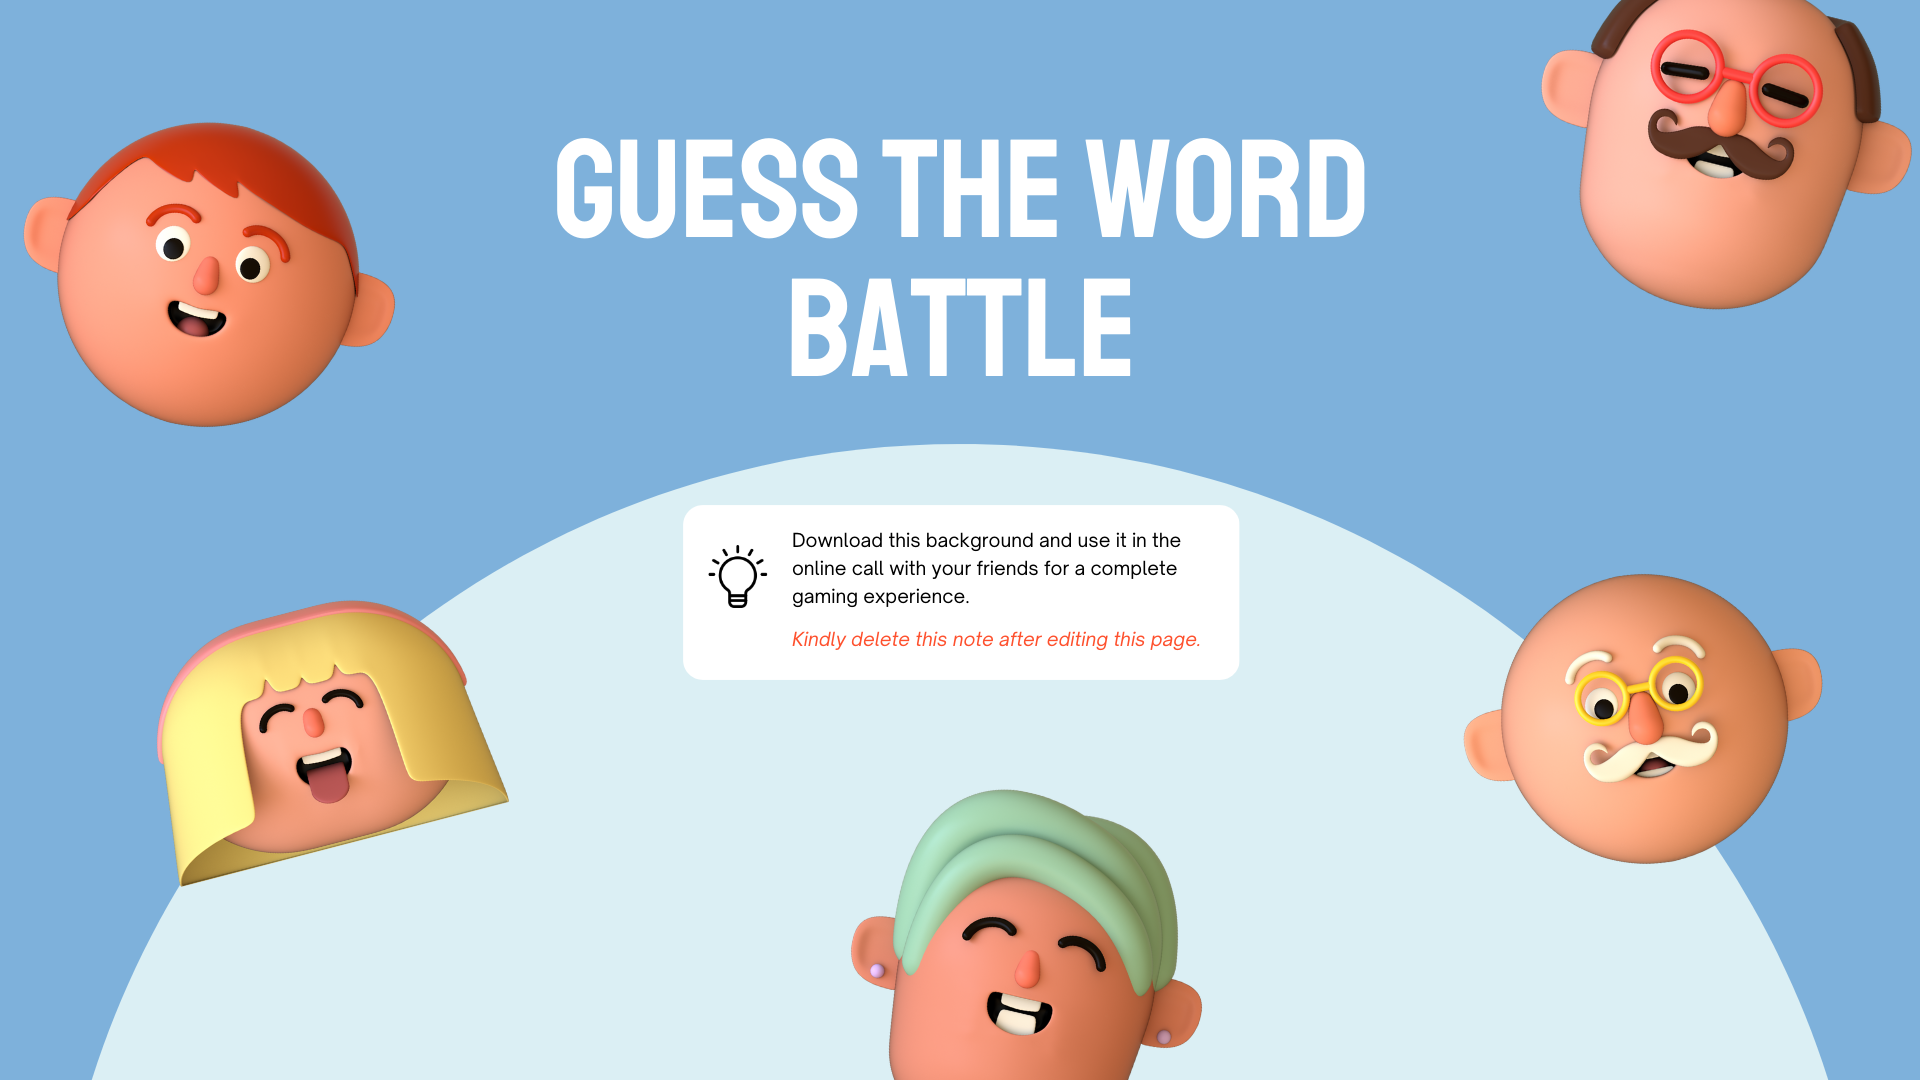 GUESS THE WORD
BATTLE
Download this background and use it in the
online call with your friends for a complete
gaming experience.
Kindly delete this note after editing this page.